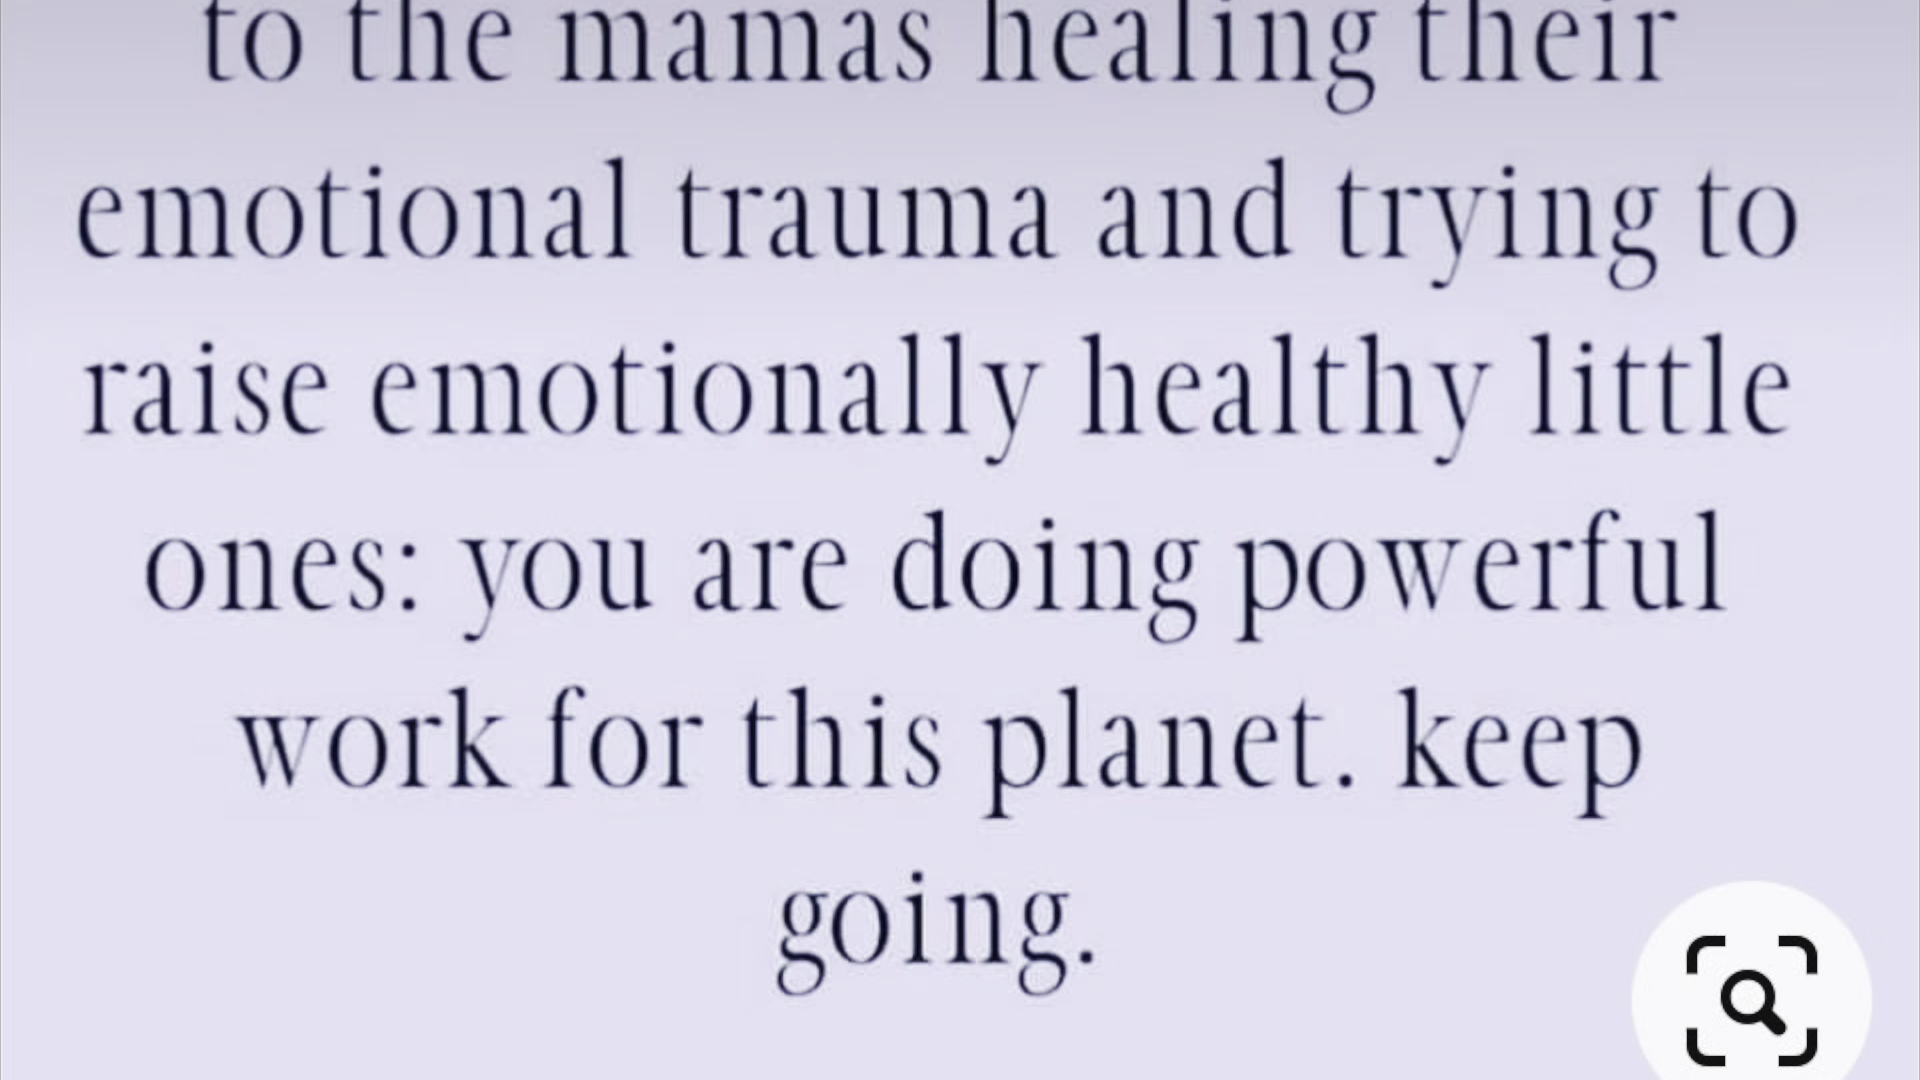 to the mamas healing their
emotional trauma and trying to
raise emotionally healthy little
ones: you are doing powerful
work for this planet. keep
going.